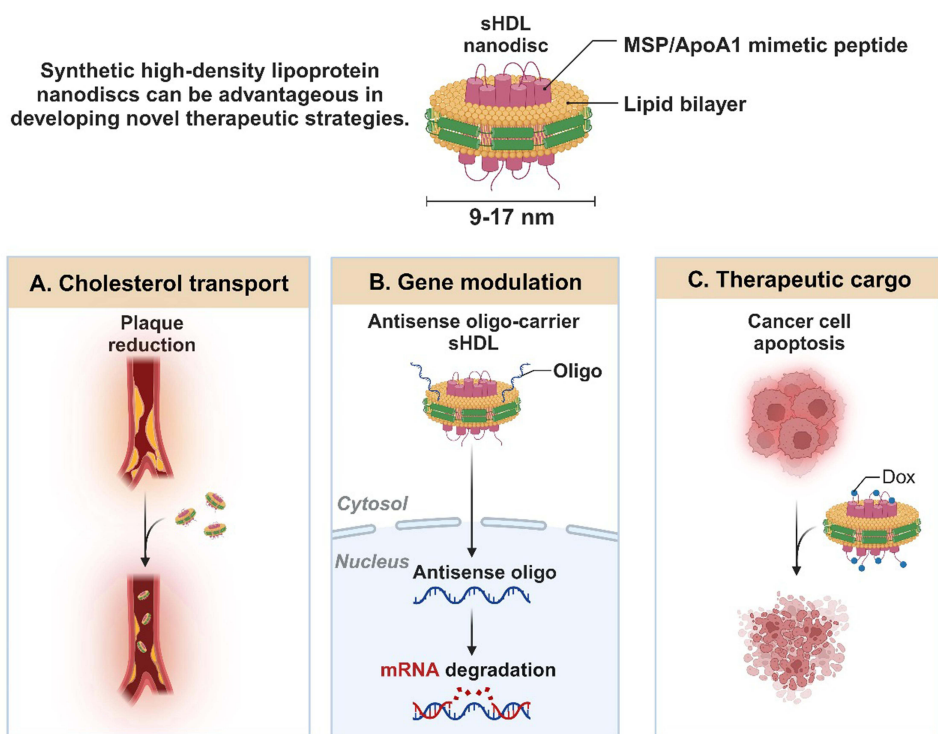 Synthetic high-density lipoprotein
nanodiscs can be advantageous in
developing novel therapeutic strategies.
sHDL
nanodisc
MSP/ApoA1 mimetic peptide
Lipid bilayer
9-17 nm
A. Cholesterol transport
Plaque
reduction
B. Gene modulation
Antisense oligo-carrier
sHDL
Oligo
Cytosol
Nucleus
Antisense oligo
mRNA degradation
C. Therapeutic cargo
Cancer cell
apoptosis
Dox